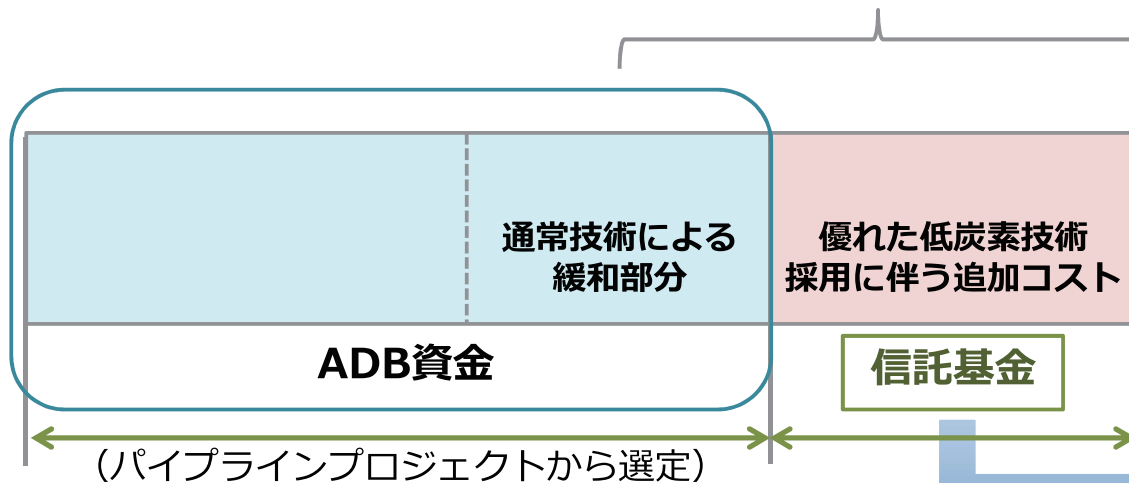 通常技術による
緩和部分
優れた低炭素技術
採用に伴う追加コスト
ADB資金
信託基金
（パイプラインプロジェクトから選定）